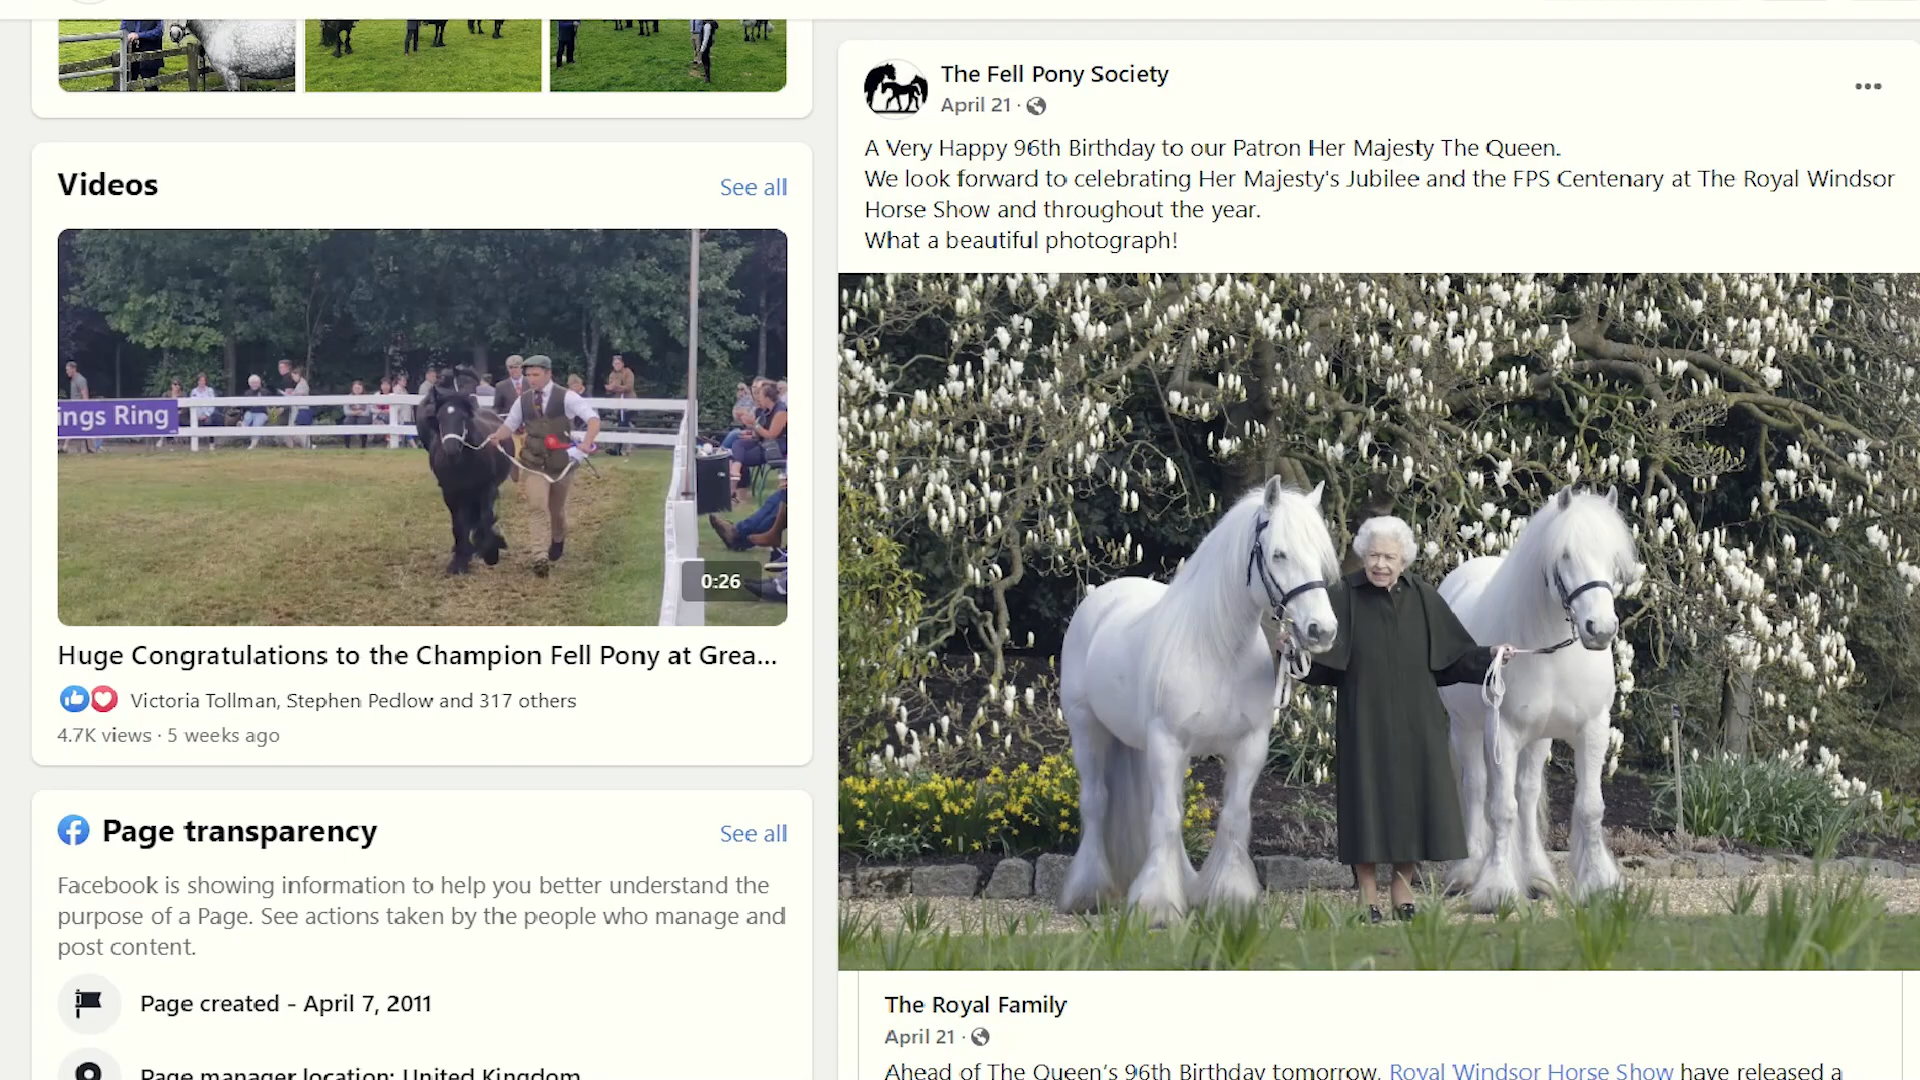 Videos
See all
ings Ring
0:26
Huge Congratulations to the Champion Fell Pony at Grea...
Victoria Tollman, Stephen Pedlow and 317 others
4.7K views · 5 weeks ago
Page transparency
See all
Facebook is showing information to help you better understand the
purpose of a Page. See actions taken by the people who manage and
post content.
Page created - April 7, 2011
Page manager location: United Kingdom
The Fell Pony Society
April 21 ·
A Very Happy 96th Birthday to our Patron Her Majesty The Queen.
We look forward to celebrating Her Majesty's Jubilee and the FPS Centenary at The Royal Windsor
Horse Show and throughout the year.
What a beautiful photograph!
The Royal Family
April 21 ·
Ahead of The Queen's 96th Birthday tomorrow, Royal Windsor Horse Show have released a